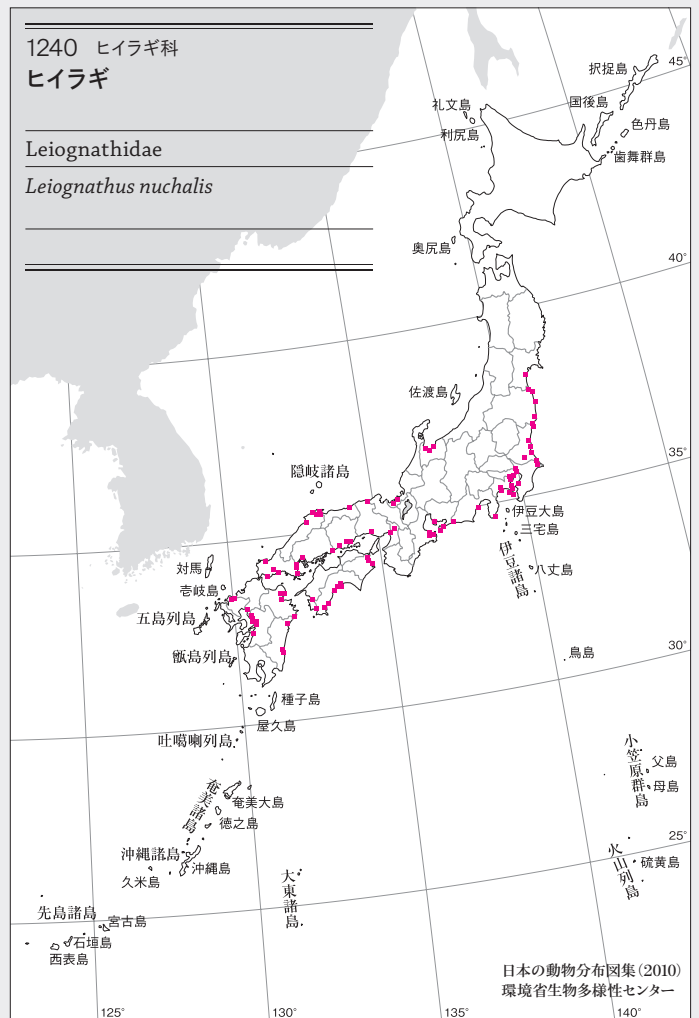 1240 ヒイラギ科
ヒイラギ
Leiognathidae
Leiognathus nuchalis
45°
択捉島
礼文島
国後島
利尻島
色丹島
歯舞群島
奥尻島
40°
佐渡島
35°
隠岐諸島
伊豆大島
三宅島
伊豆諸島
八丈島
対馬
壱岐島
五島列島
甑島列島
鳥島
30°
種子島
屋久島
吐噶喇列島
小笠原群島
父島
母島
奄美諸島
奄美大島
徳之島
25°
沖縄諸島
沖縄島
久米島
火山列島
硫黄島
大東諸島
先島諸島
宮古島
石垣島
西表島
日本の動物分布図集(2010)
環境省生物多様性センター
125°
130°
135°
140°